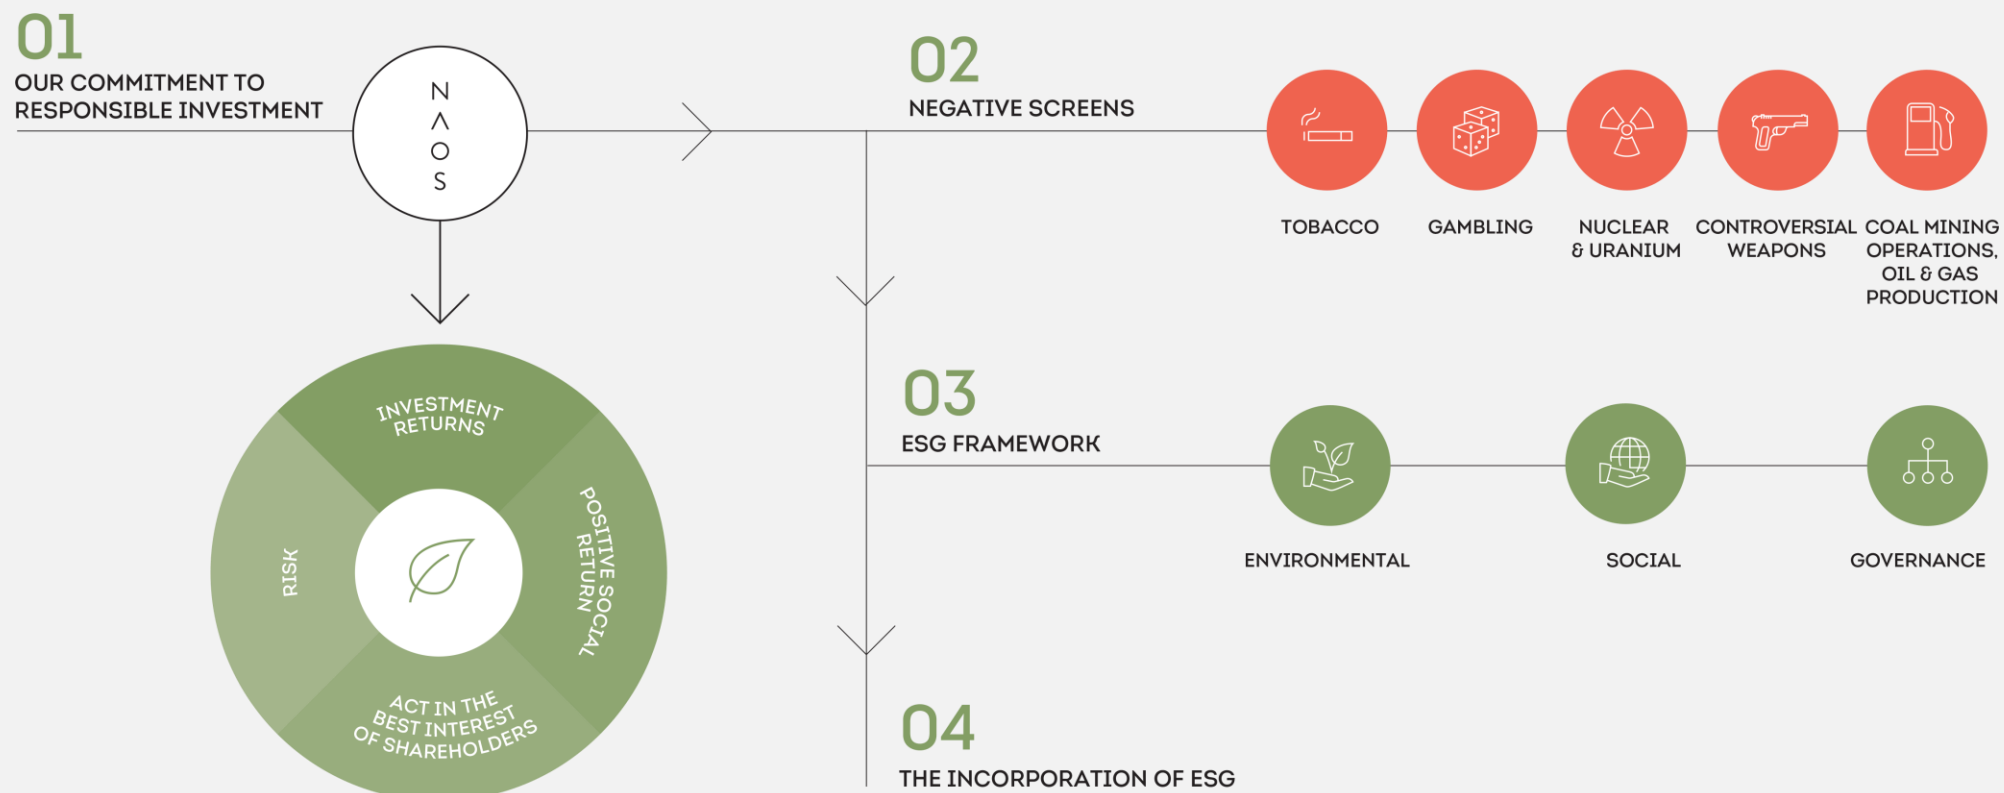 01
OUR COMMITMENT TO
RESPONSIBLE INVESTMENT
N
Λ
O
S
INVESTMENT
RETURNS
POSITIVE SOCIAL
RETURN
ACT IN THE
BEST INTEREST
OF SHAREHOLDERS
RISK
02
NEGATIVE SCREENS
TOBACCO
GAMBLING
NUCLEAR
& URANIUM
CONTROVERSIAL
WEAPONS
COAL MINING
OPERATIONS,
OIL & GAS
PRODUCTION
03
ESG FRAMEWORK
ENVIRONMENTAL
SOCIAL
GOVERNANCE
04
THE INCORPORATION OF ESG